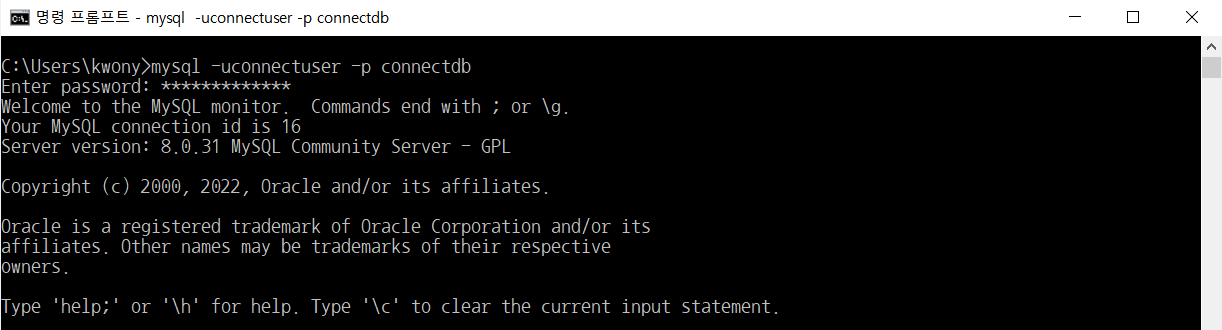 명령 프롬프트 - mysql  -uconnectuser -p connectdb
C:\Users\kwony>mysql -uconnectuser -p connectdb
Enter password: *************
Welcome to the MySQL monitor.  Commands end with ; or \g.
Your MySQL connection id is 16
Server version: 8.0.31 MySQL Community Server - GPL
Copyright (c) 2000, 2022, Oracle and/or its affiliates.
Oracle is a registered trademark of Oracle Corporation and/or its
affiliates. Other names may be trademarks of their respective
owners.
Type 'help;' or '\h' for help. Type '\c' to clear the current input statement.